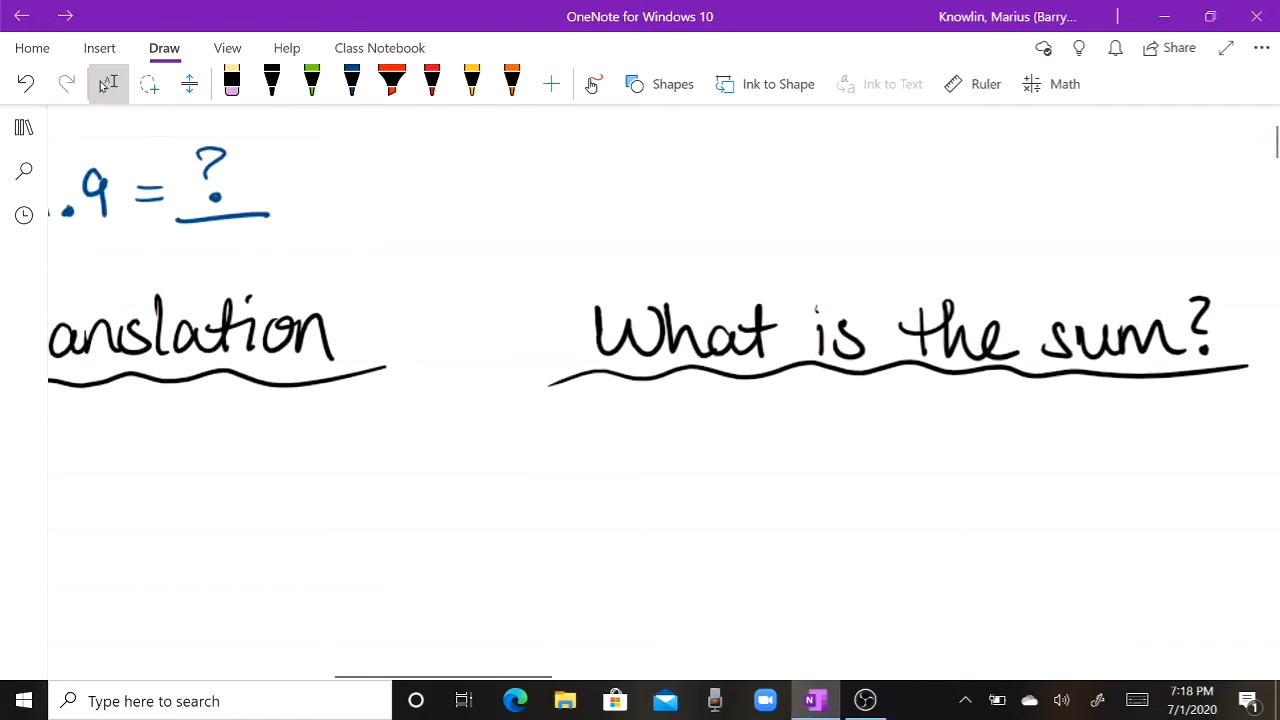 OneNote for Windows 10
Knowlin, Marius (Barry...
Home Insert Draw View Help Class Notebook
Share
Shapes Ink to Shape Ink to Text Ruler Math
.9 = ?
anslation What is the sum?
Type here to search
7:18 PM
7/1/2020
1